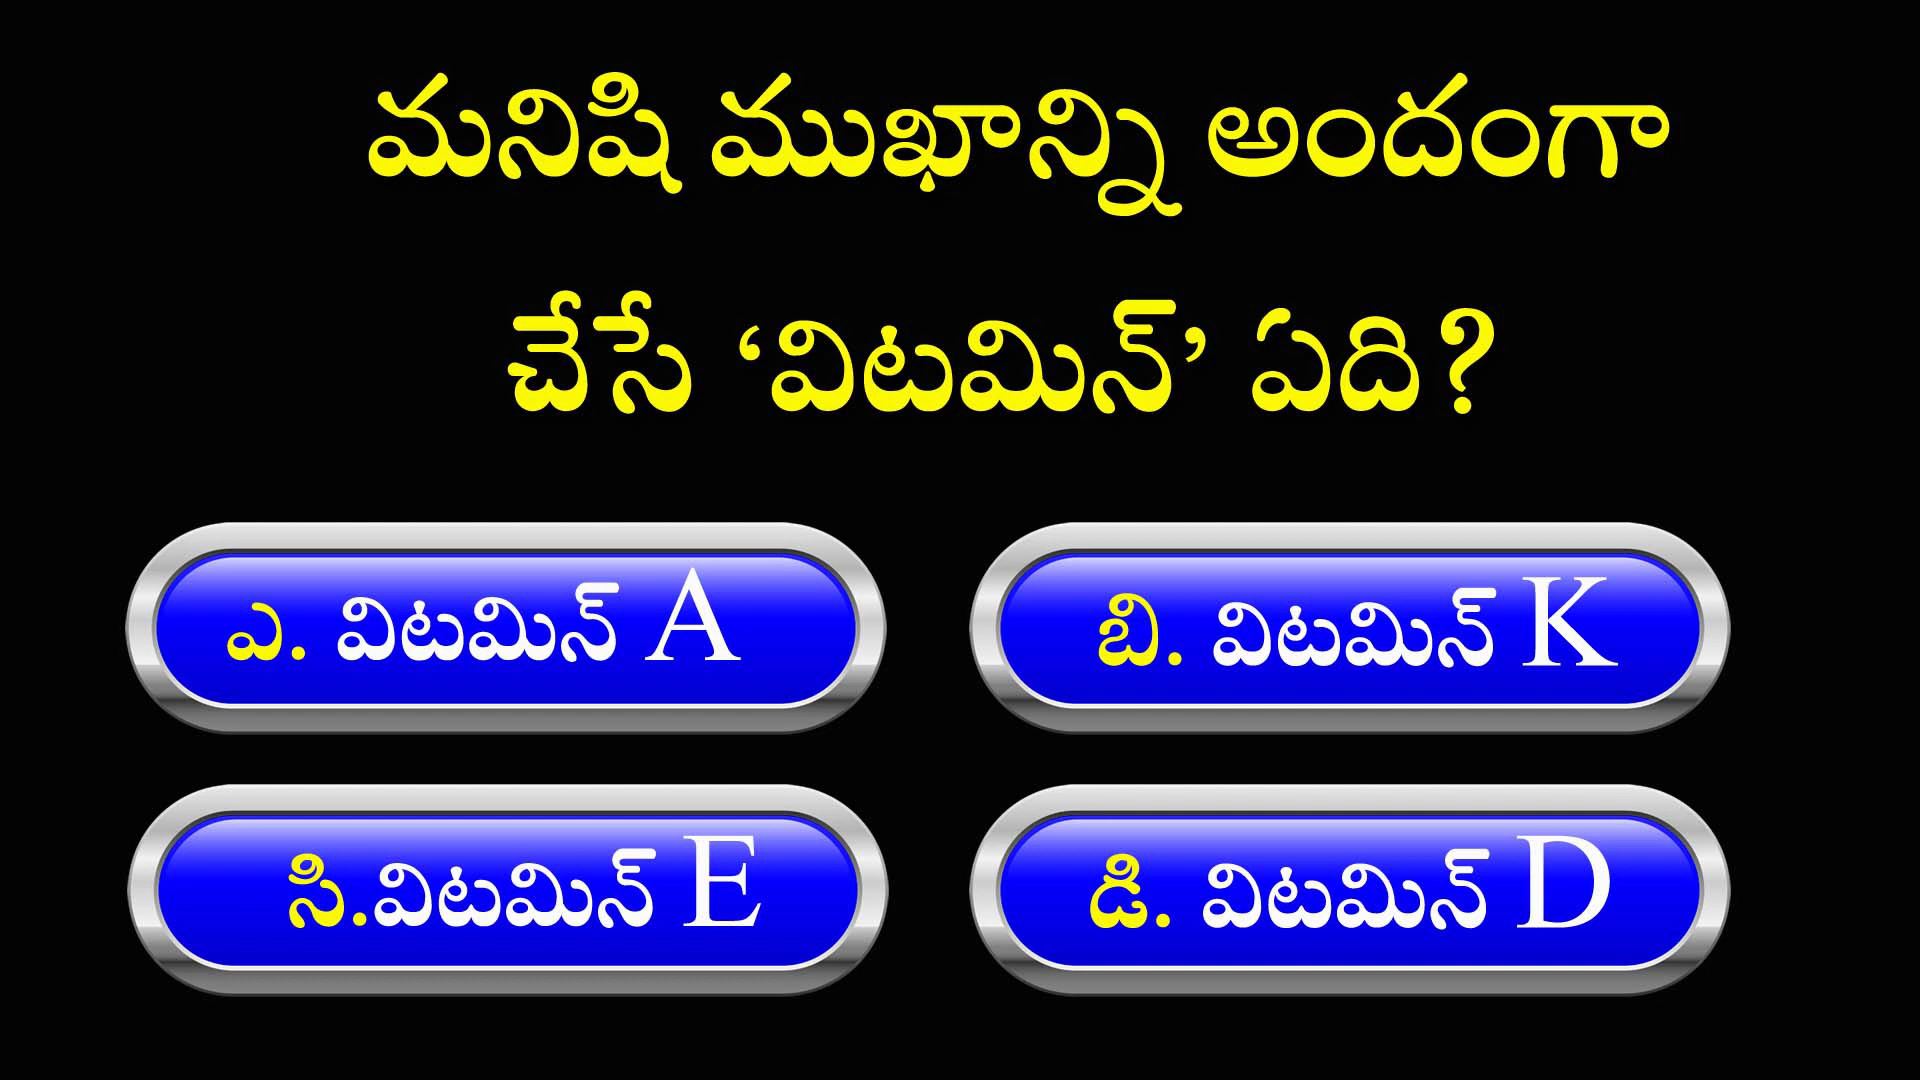 మనిషి ముఖాన్ని అందంగా
చేసే ‘విటమిన్’ ఏది?
ఎ. విటమిన్ A
బి. విటమిన్ K
సి.విటమిన్ E
డి. విటమిన్ D